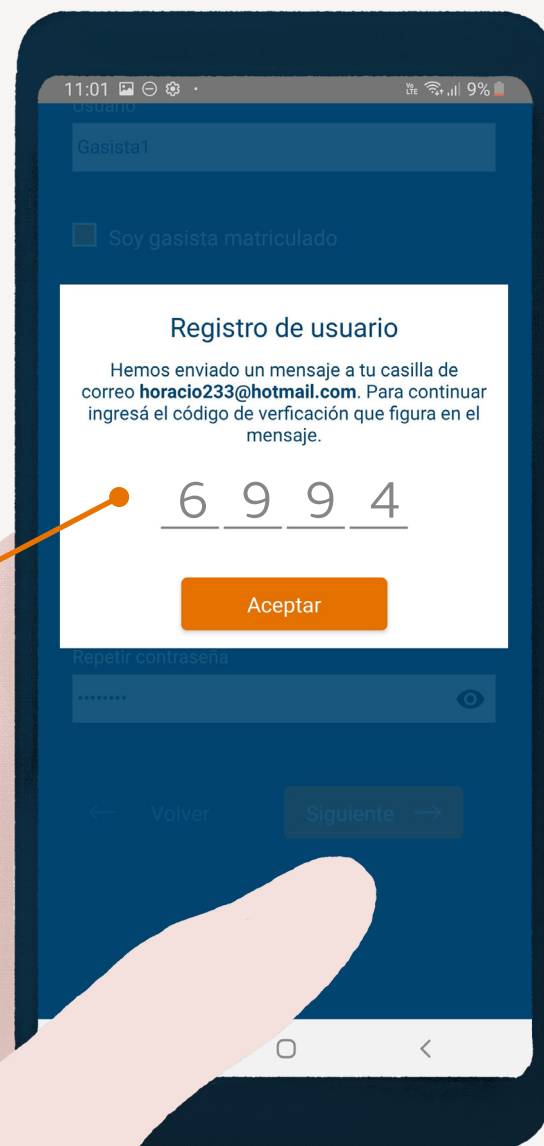 11:01
Vo LTE 9%
Usuario
Gasista1
Soy gasista matriculado
Registro de usuario
Hemos enviado un mensaje a tu casilla de
correo horacio233@hotmail.com. Para continuar
ingresá el código de verficación que figura en el
mensaje.
6 9 9 4
Aceptar
Repetir contraseña
Volver
Siguiente